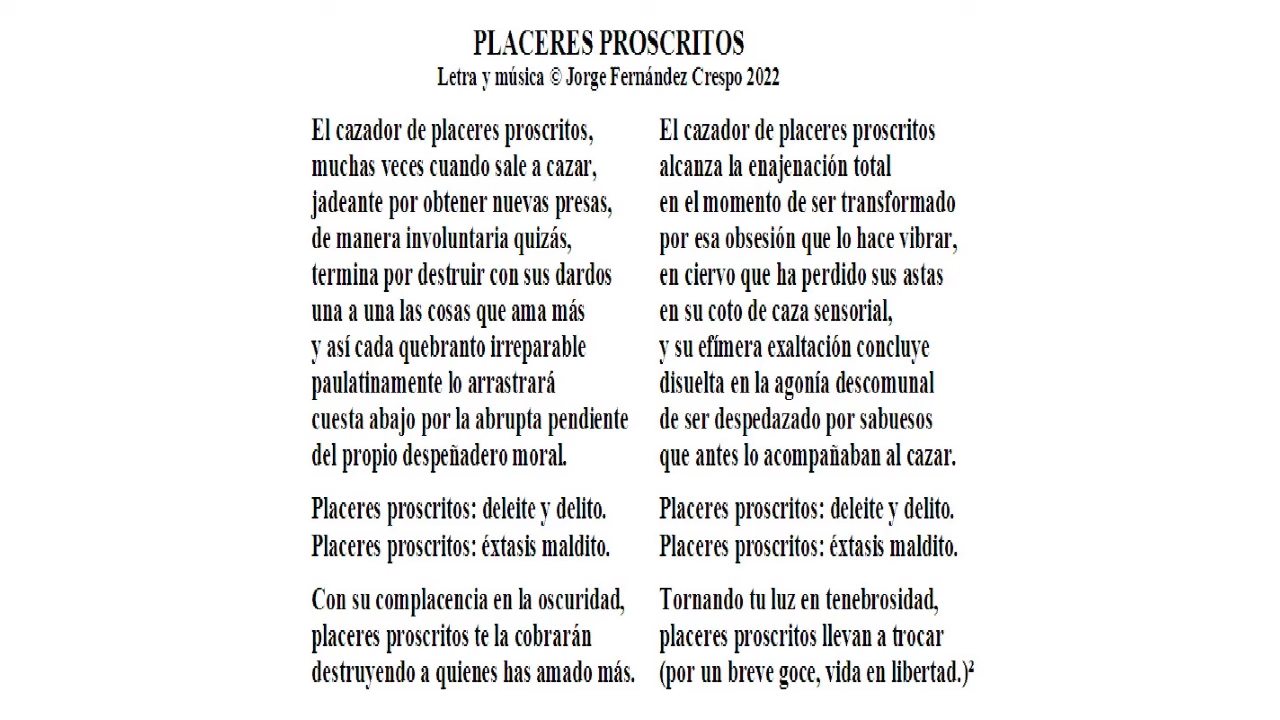 PLACERES PROSCRITOS
Letra y música © Jorge Fernández Crespo 2022
El cazador de placeres proscritos,
muchas veces cuando sale a cazar,
jadeante por obtener nuevas presas,
de manera involuntaria quizás,
termina por destruir con sus dardos
una a una las cosas que ama más
y así cada quebranto irreparable
paulatinamente lo arrastrará
cuesta abajo por la abrupta pendiente
del propio despeñadero moral.
Placeres proscritos: deleite y delito.
Placeres proscritos: éxtasis maldito.
Con su complacencia en la oscuridad,
placeres proscritos te la cobrarán
destruyendo a quienes has amado más.
El cazador de placeres proscritos
alcanza la enajenación total
en el momento de ser transformado
por esa obsesión que lo hace vibrar,
en ciervo que ha perdido sus astas
en su coto de caza sensorial,
y su efímera exaltación concluye
disuelta en la agonía descomunal
de ser despedazado por sabuesos
que antes lo acompañaban al cazar.
Placeres proscritos: deleite y delito.
Placeres proscritos: éxtasis maldito.
Tornando tu luz en tenebrosidad,
placeres proscritos llevan a trocar
(por un breve goce, vida en libertad.)²